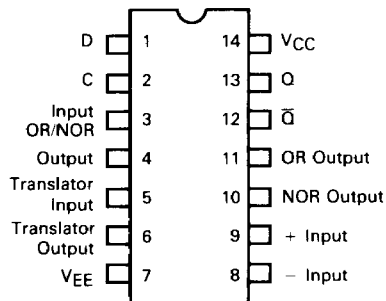 D 1 14 VCC
C 2 13 Q
Input
OR/NOR 3 12 Q̅
Output 4 11 OR Output
Translator
Input 5 10 NOR Output
Translator
Output 6 9 + Input
VEE 7 8 − Input